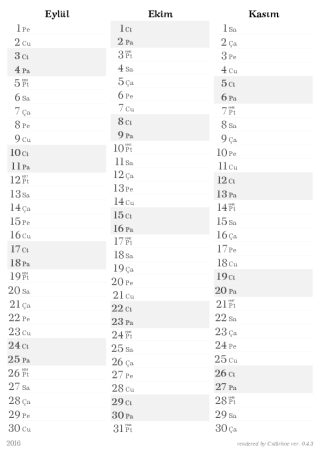 Eylül
1 Pe
2 Cu
3 Ct
4 Pa
5 Pt
6 Sa
7 Ça
8 Pe
9 Cu
10 Ct
11 Pa
12 Pt
13 Sa
14 Ça
15 Pe
16 Cu
17 Ct
18 Pa
19 Pt
20 Sa
21 Ça
22 Pe
23 Cu
24 Ct
25 Pa
26 Pt
27 Sa
28 Ça
29 Pe
30 Cu
Ekim
1 Ct
2 Pa
3 Pt
4 Sa
5 Ça
6 Pe
7 Cu
8 Ct
9 Pa
10 Pt
11 Sa
12 Ça
13 Pe
14 Cu
15 Ct
16 Pa
17 Pt
18 Sa
19 Ça
20 Pe
21 Cu
22 Ct
23 Pa
24 Pt
25 Sa
26 Ça
27 Pe
28 Cu
29 Ct
30 Pa
31 Pt
Kasım
1 Sa
2 Ça
3 Pe
4 Cu
5 Ct
6 Pa
7 Pt
8 Sa
9 Ça
10 Pe
11 Cu
12 Ct
13 Pa
14 Pt
15 Sa
16 Ça
17 Pe
18 Cu
19 Ct
20 Pa
21 Pt
22 Sa
23 Ça
24 Pe
25 Cu
26 Ct
27 Pa
28 Pt
29 Sa
30 Ça
2016
rendered by Callirhoe ver. 0.4.3